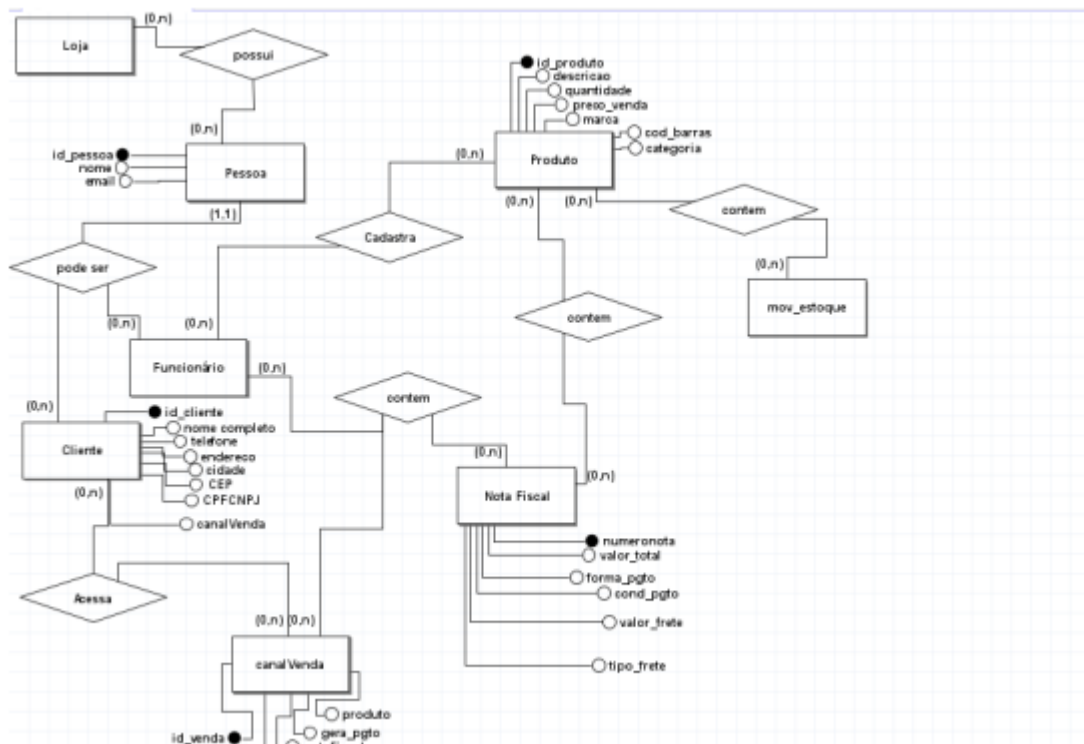 (0,n)
Loja
possui
(0,n)
id_pessoa
nome
email
Pessoa
(1,1)
pode ser
(0,n)
(0,n)
Funcionário
(0,n)
(0,n)
Cliente
id_cliente
nome completo
telefone
endereco
cidade
CEP
CPFCNPJ
canalVenda
(0,n)
Acessa
(0,n)
(0,n)
canalVenda
id_venda
produto
gera_pgto
Cadastra
(0,n)
id_produto
descricao
quantidade
preco_venda
marca
cod_barras
categoria
Produto
(0,n)
(0,n)
contem
(0,n)
mov_estoque
contem
contem
(0,n)
(0,n)
Nota Fiscal
numeronota
valor_total
forma_pgto
cond_pgto
valor_frete
tipo_frete